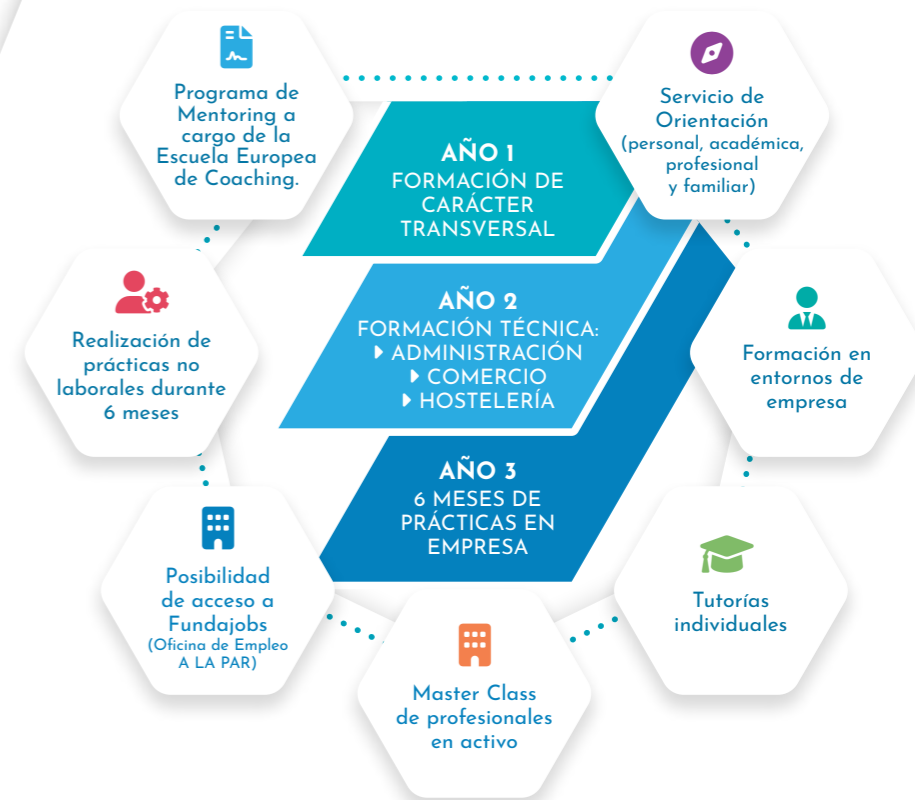 Programa de
Mentoring a
cargo de la
Escuela Europea
de Coaching.
Servicio de
Orientación
(personal, académica,
profesional
y familiar)
AÑO 1
FORMACIÓN DE
CARÁCTER
TRANSVERSAL
AÑO 2
FORMACIÓN TÉCNICA:
ADMINISTRACIÓN
COMERCIO
HOSTELERÍA
AÑO 3
6 MESES DE
PRÁCTICAS EN
EMPRESA
Realización de
prácticas no
laborales durante
6 meses
Formación en
entornos de
empresa
Posibilidad
de acceso a
Fundajobs
(Oficina de Empleo
A LA PAR)
Tutorías
individuales
Master Class
de profesionales
en activo